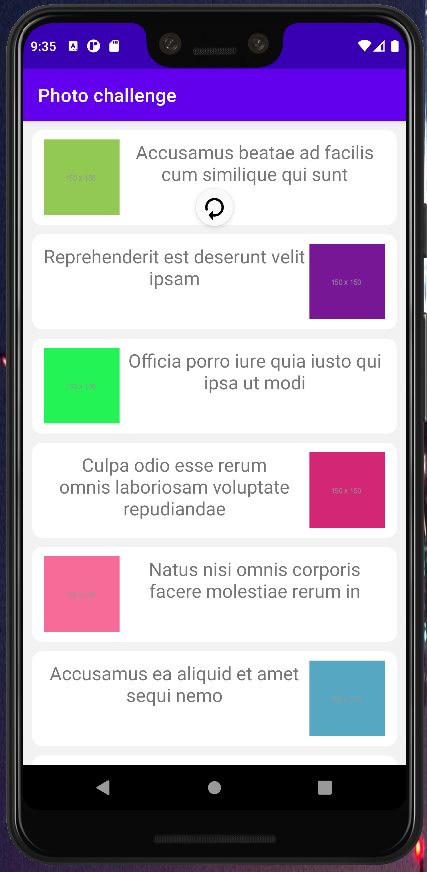 9:35
Photo challenge
Accusamus beatae ad facilis
cum similique qui sunt
150 x 150
Reprehenderit est deserunt velit
ipsam
150 x 150
Officia porro iure quia iusto qui
ipsa ut modi
150 x 150
Culpa odio esse rerum
omnis laboriosam voluptate
repudiandae
150 x 150
Natus nisi omnis corporis
facere molestiae rerum in
150 x 150
Accusamus ea aliquid et amet
sequi nemo
150 x 150